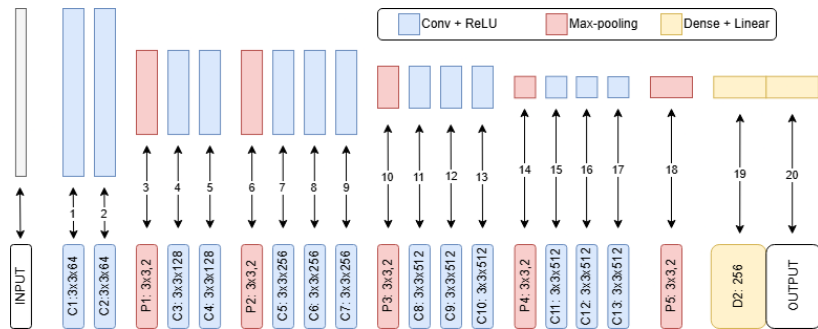 Conv + ReLU
Max-pooling
Dense + Linear
1
2
3
4
5
6
7
8
9
10
11
12
13
14
15
16
17
18
19
20
INPUT
C1:3x3x64
C2:3x3x64
P1: 3x3,2
C3: 3x3x128
C4: 3x3x128
P2: 3x3,2
C5: 3x3x256
C6: 3x3x256
C7: 3x3x256
P3: 3x3,2
C8: 3x3x512
C9: 3x3x512
C10: 3x3x512
P4: 3x3,2
C11: 3x3x512
C12: 3x3x512
C13: 3x3x512
P5: 3x3,2
D2: 256
OUTPUT